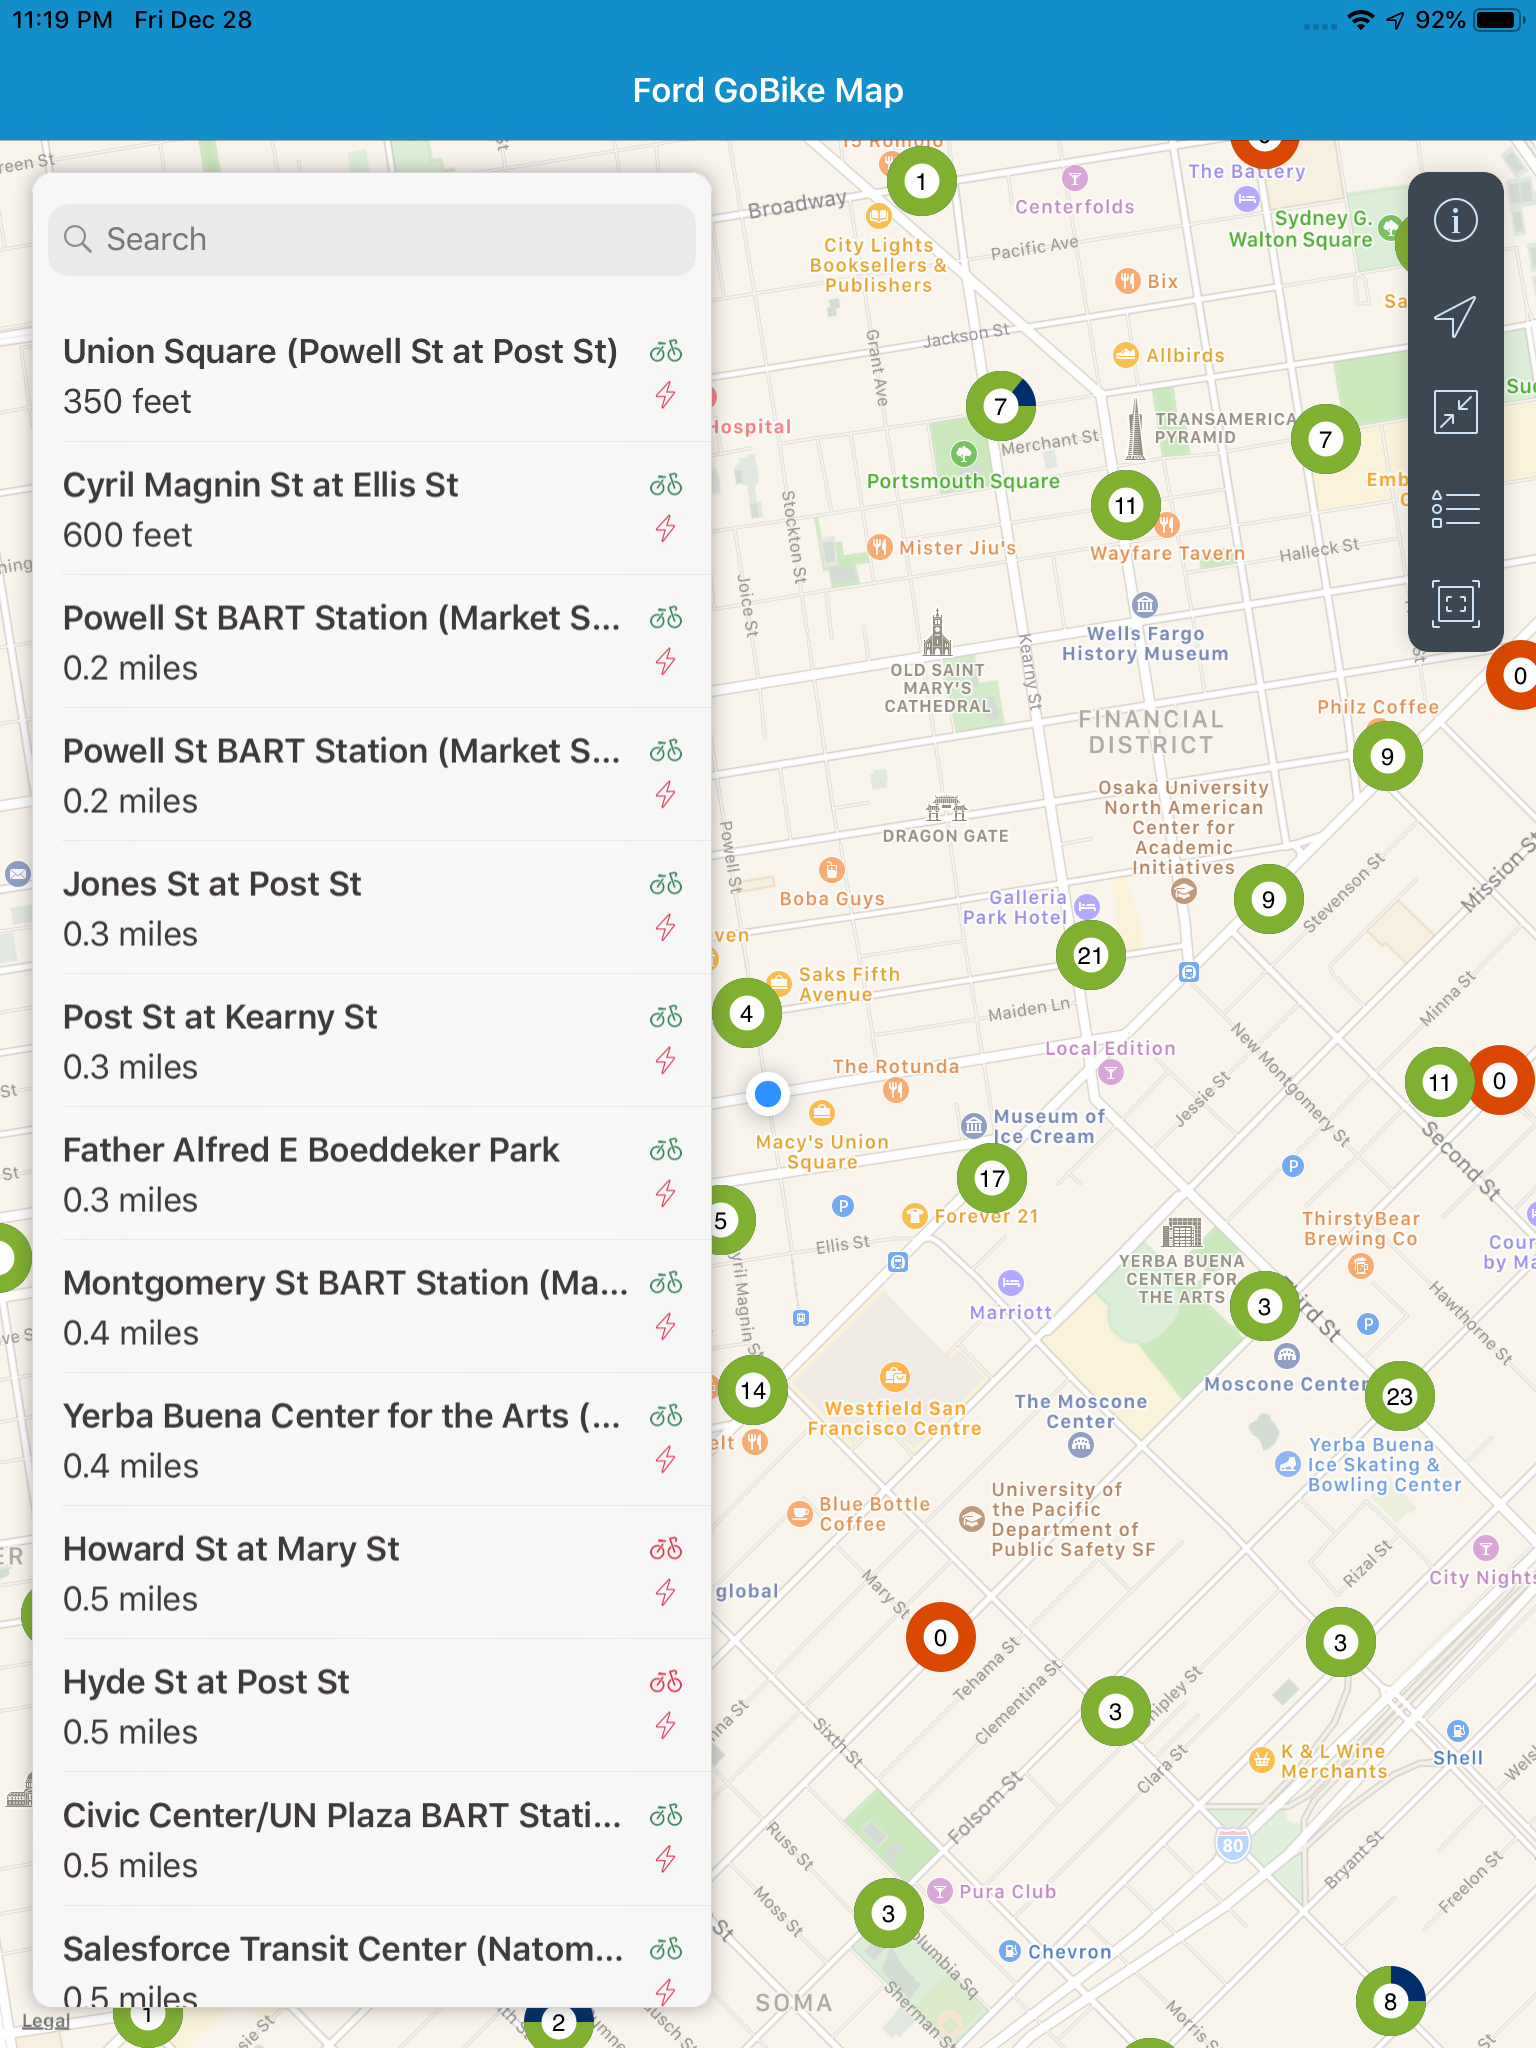 11:19 PM Fri Dec 28
92%
Ford GoBike Map
Search
Union Square (Powell St at Post St)
350 feet
Cyril Magnin St at Ellis St
600 feet
Powell St BART Station (Market S...
0.2 miles
Powell St BART Station (Market S...
0.2 miles
Jones St at Post St
0.3 miles
Post St at Kearny St
0.3 miles
Father Alfred E Boeddeker Park
0.3 miles
Montgomery St BART Station (Ma...
0.4 miles
Yerba Buena Center for the Arts (...
0.4 miles
Howard St at Mary St
0.5 miles
Hyde St at Post St
0.5 miles
Civic Center/UN Plaza BART Stati...
0.5 miles
Salesforce Transit Center (Natom...
0.5 miles
Legal
1
2
Broadway
1
Centerfolds
The Battery
City Lights
Booksellers &
Publishers
Pacific Ave
Sydney G.
Walton Square
Bix
Jackson St
Grant Ave
Allbirds
7
Merchant St
TRANSAMERICA
PYRAMID
7
Hospital
Portsmouth Square
11
Stockton St
Mister Jiu's
Wayfare Tavern
Halleck St
Joice St
Kearny St
Wells Fargo
History Museum
OLD SAINT
MARY'S
CATHEDRAL
0
FINANCIAL
DISTRICT
Philz Coffee
9
DRAGON GATE
Osaka University
North American
Center for
Academic
Initiatives
Powell St
Boba Guys
Galleria
Park Hotel
9
Stevenson St
Mission St
21
Saks Fifth
Avenue
4
Maiden Ln
Minna St
Local Edition
New Montgomery St
The Rotunda
11
0
Jessie St
Macy's Union
Square
Museum of
Ice Cream
Second St
17
P
5
P
Forever 21
Ellis St
ThirstyBear
Brewing Co
YERBA BUENA
CENTER FOR
THE ARTS
3
Third St
P
Hawthorne St
Marriott
Moscone Center
14
Westfield San
Francisco Centre
The Moscone
Center
23
Yerba Buena
Ice Skating &
Bowling Center
Blue Bottle
Coffee
University of
the Pacific
Department of
Public Safety SF
Rizal St
City Nights
global
Mary St
0
3
Tehama St
Clementina St
Shipley St
3
Sixth St
Clara St
K & L Wine
Merchants
Shell
Folsom St
Russ St
80
Bryant St
Freelon St
Moss St
Pura Club
3
Columbia Sq
Chevron
Sherman St
SOMA
8
Morris St